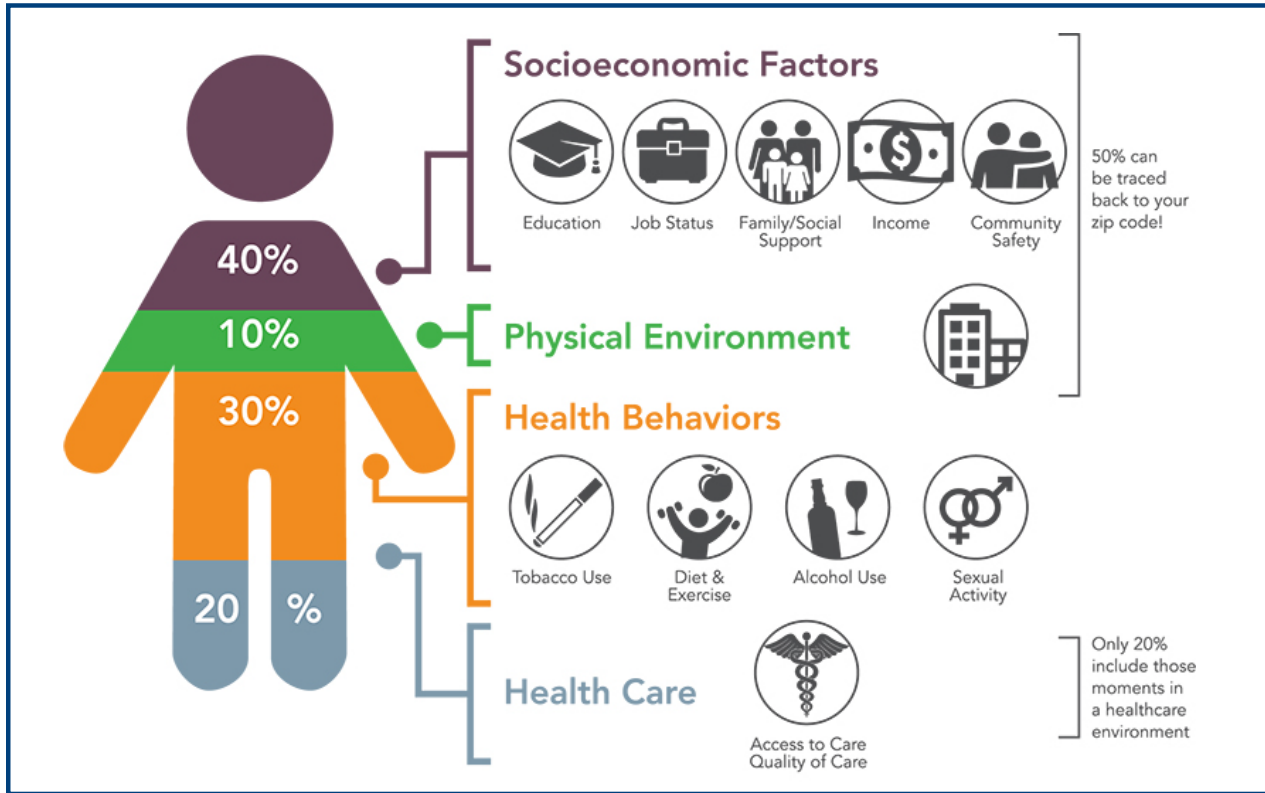 Socioeconomic Factors
Education
Job Status
Family/Social
Support
Income
Community
Safety
50% can
be traced
back to your
zip code!
40%
10%
Physical Environment
30%
Health Behaviors
Tobacco Use
Diet &
Exercise
Alcohol Use
Sexual
Activity
20 %
Health Care
Access to Care
Quality of Care
Only 20%
include those
moments in
a healthcare
environment
$